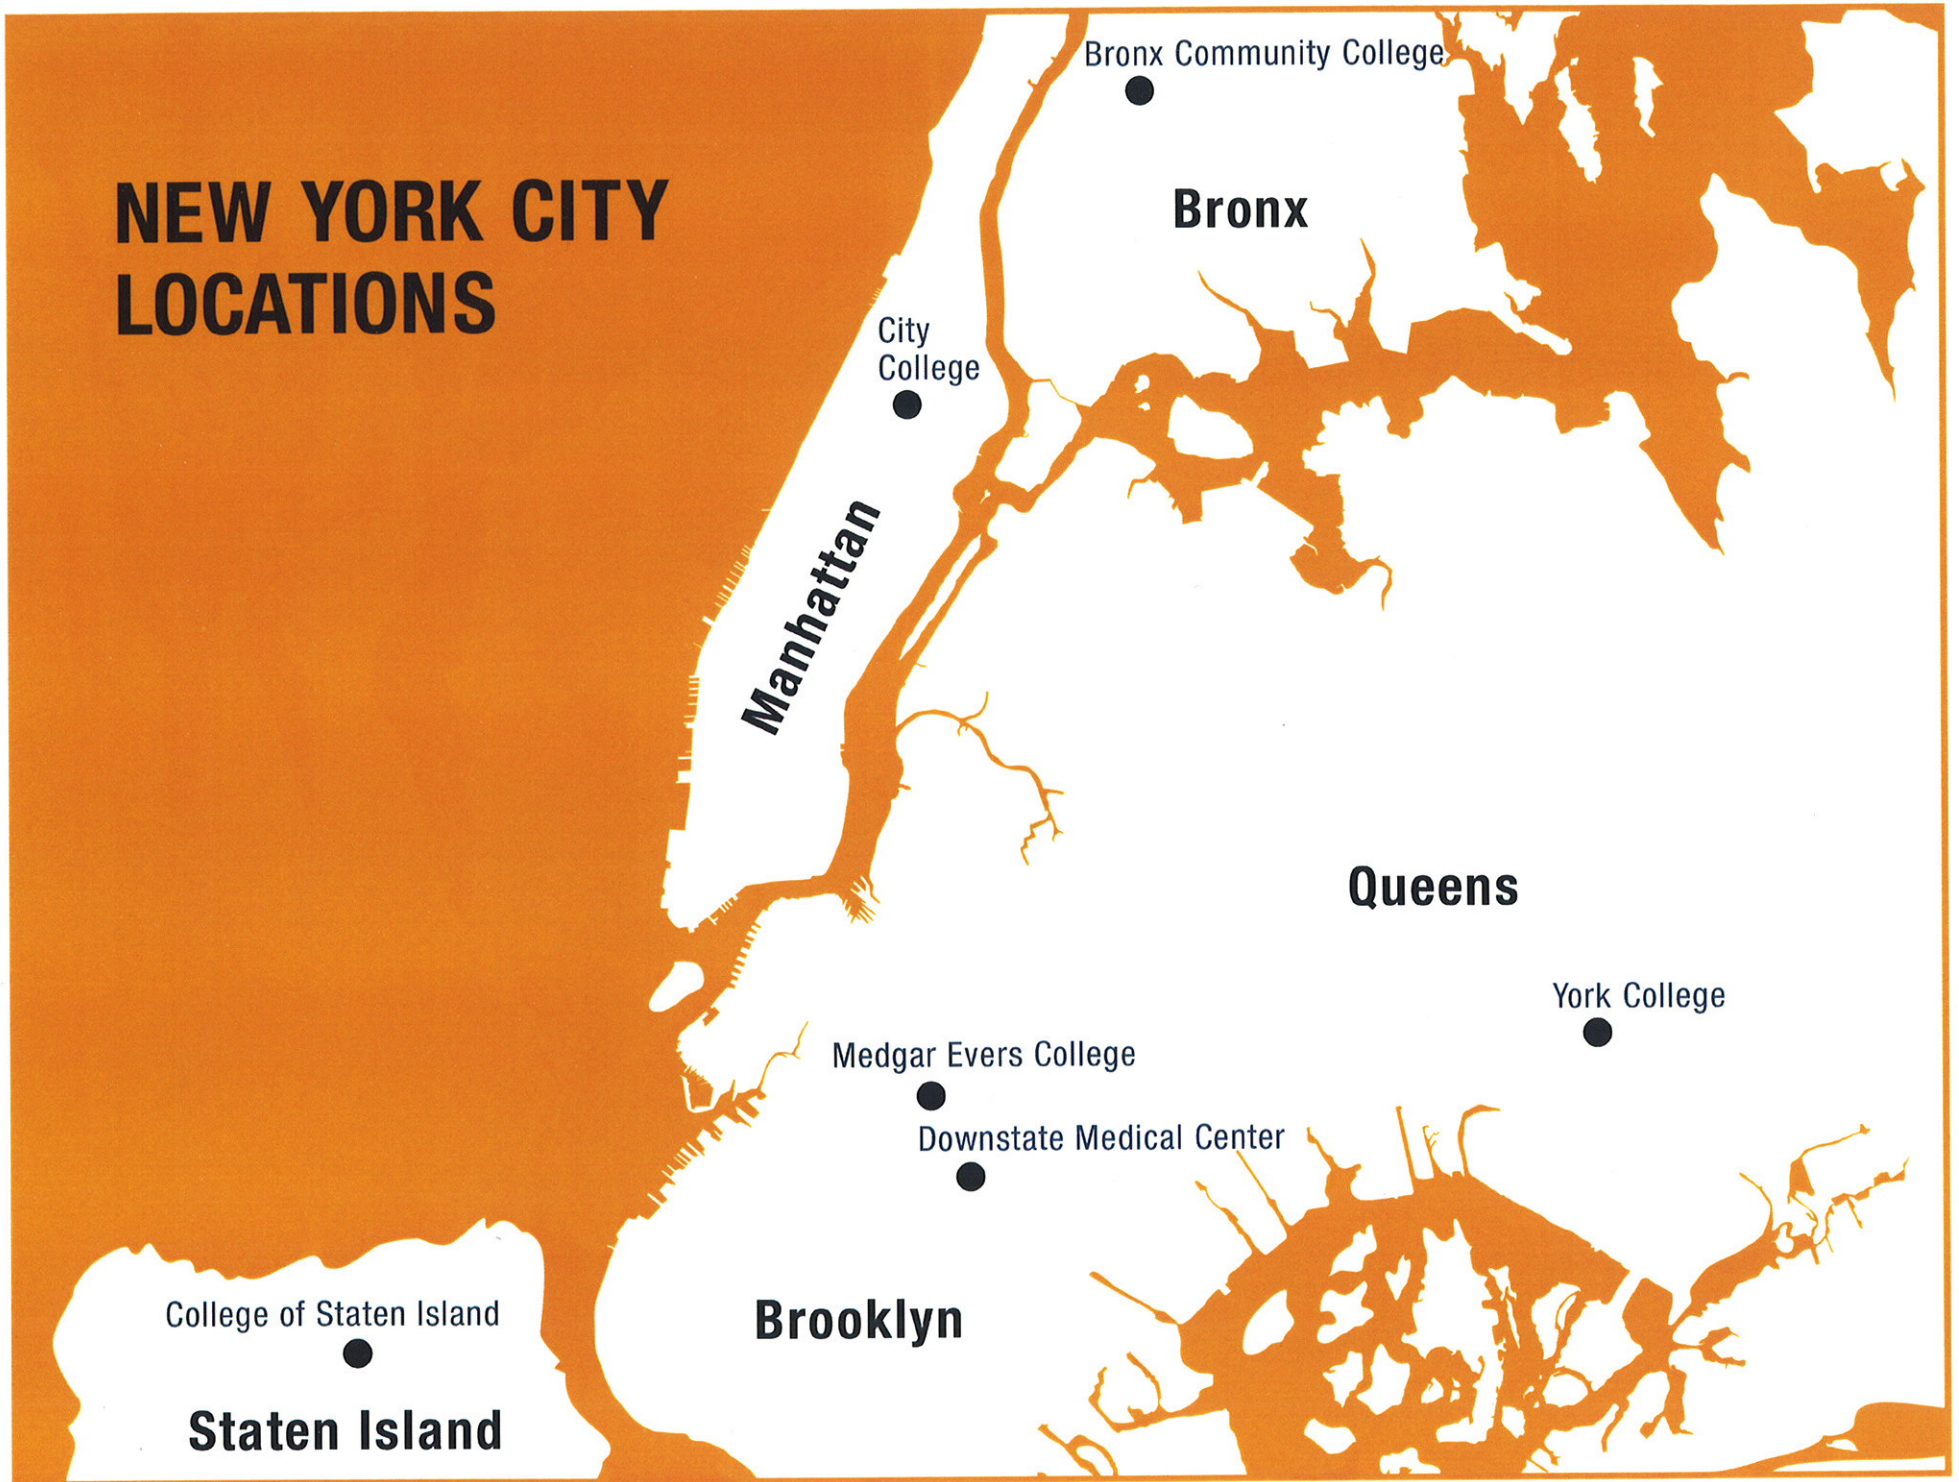 NEW YORK CITY
LOCATIONS
Bronx Community College
Bronx
City
College
Manhattan
Queens
York College
Medgar Evers College
Downstate Medical Center
College of Staten Island
Brooklyn
Staten Island